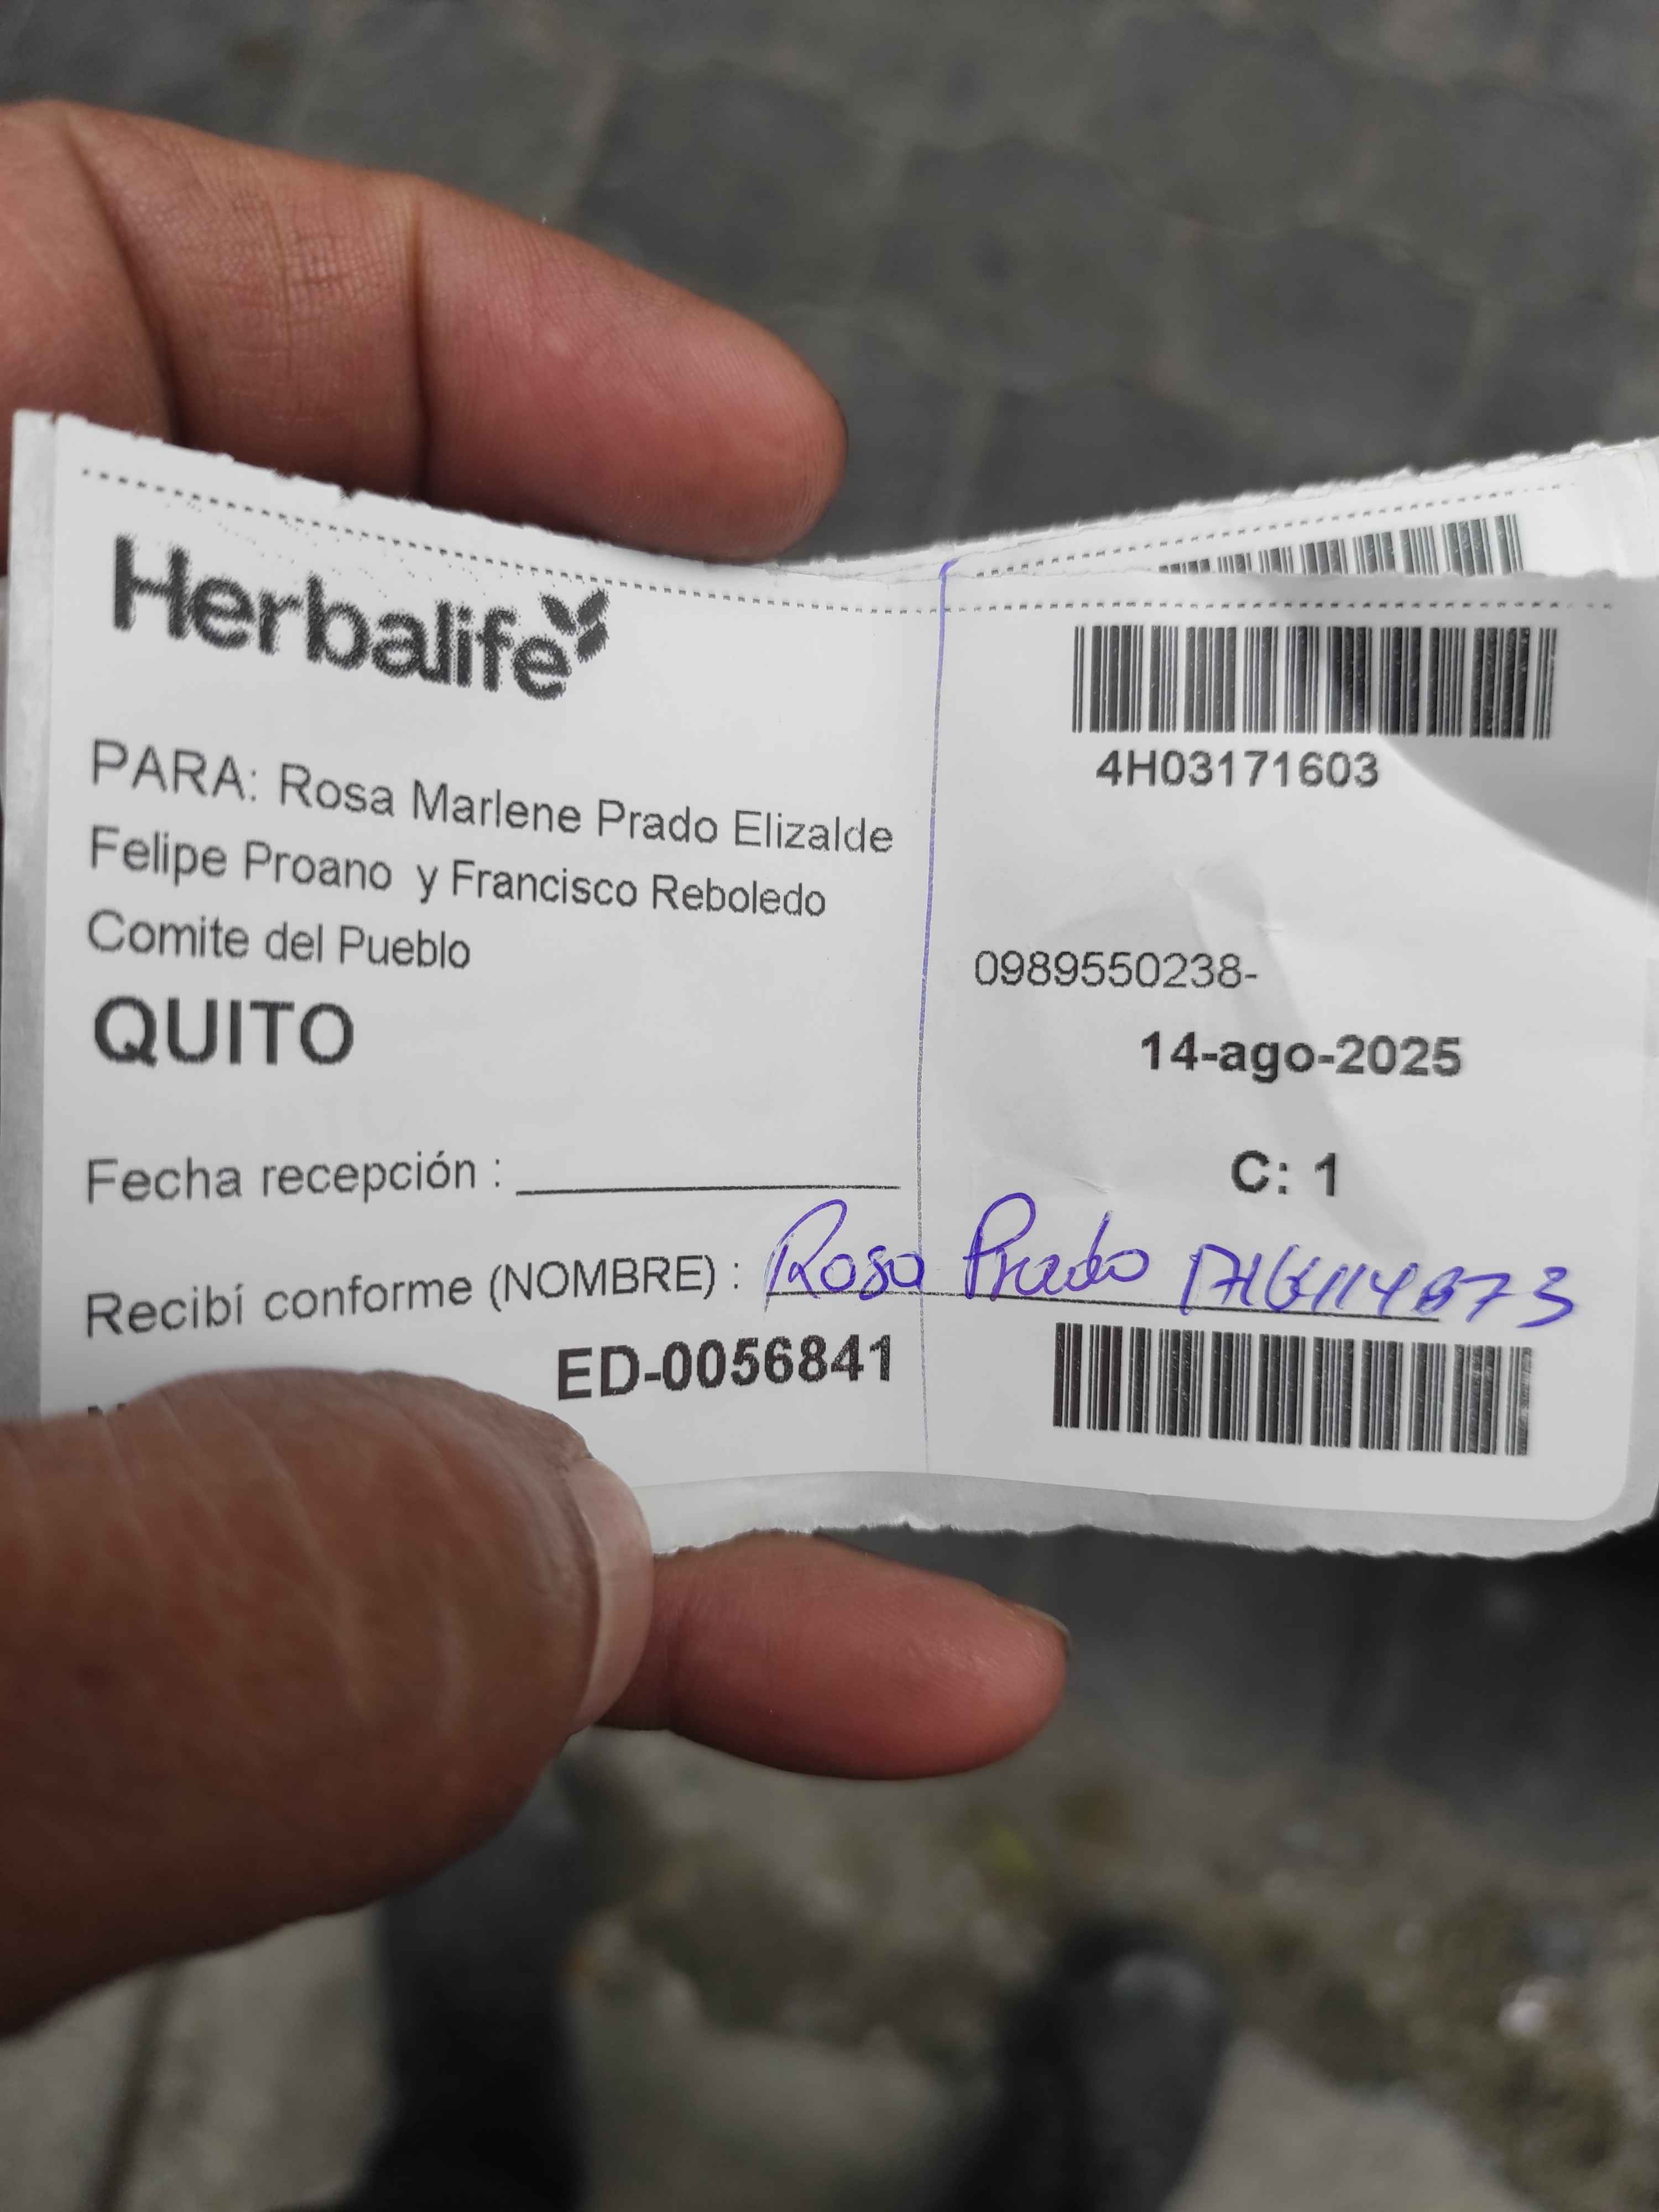 Herbalife
4H03171603
PARA: Rosa Marlene Prado Elizalde
Felipe Proano y Francisco Reboledo
Comite del Pueblo
0989550238-
QUITO
14-ago-2025
Fecha recepción :
C: 1
Recibí conforme (NOMBRE) : Rosa Prado
ED-0056841